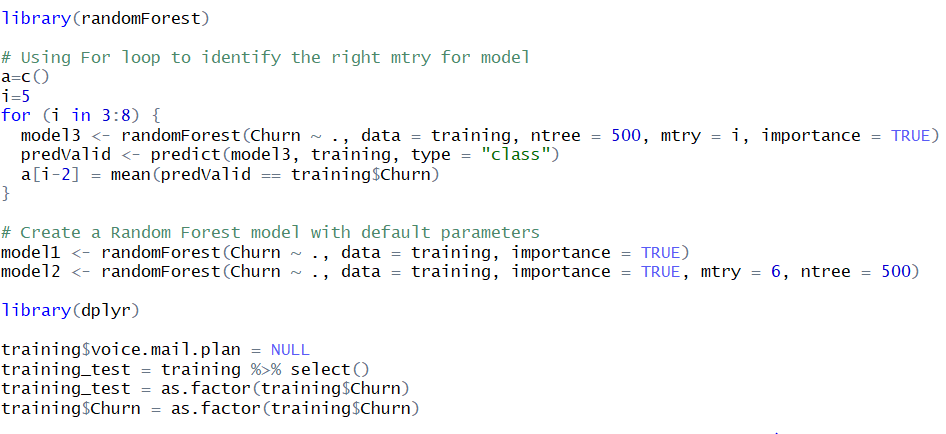 library(randomForest)
# Using For loop to identify the right mtry for model
a=c()
i=5
for (i in 3:8) {
  model3 <- randomForest(Churn ~ ., data = training, ntree = 500, mtry = i, importance = TRUE)
  predValid <- predict(model3, training, type = "class")
  a[i-2] = mean(predValid == training$Churn)
}
# Create a Random Forest model with default parameters
model1 <- randomForest(Churn ~ ., data = training, importance = TRUE)
model2 <- randomForest(Churn ~ ., data = training, importance = TRUE, mtry = 6, ntree = 500)
library(dplyr)
training$voice.mail.plan = NULL
training_test = training %>% select()
training_test = as.factor(training$Churn)
training$Churn = as.factor(training$Churn)